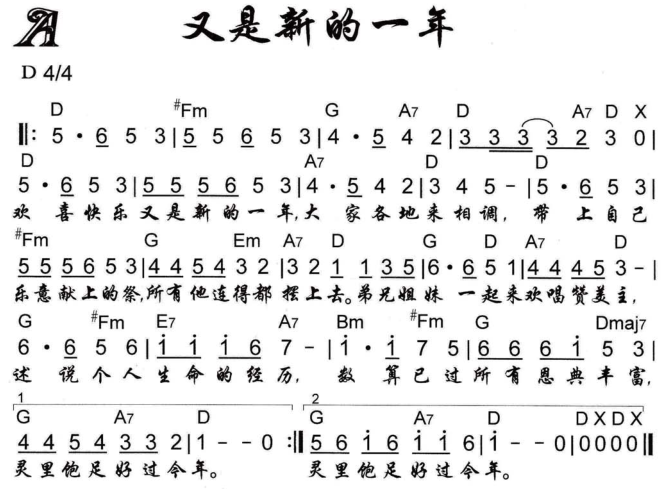 A 又是新的一年
D 4/4
D #Fm G A7 D A7 D X
‖: 5 · 6 5 3 | 5 5 6 5 3 | 4 · 5 4 2 | 3 3 3 3 2 3 0 |
D A7 D D
5 · 6 5 3 | 5 5 5 6 5 3 | 4 · 5 4 2 | 3 4 5 - | 5 · 6 5 3 |
欢 喜快乐又是新的一年,大 家各地来相调, 带 上自己
#Fm G Em A7 D G D A7 D
5 5 5 6 5 3 | 4 4 5 4 3 2 | 3 2 1 1 3 5 | 6 · 6 5 1 | 4 4 4 5 3 - |
乐意献上的祭,所有他连得都摆上去。弟兄姐妹 一起来欢唱赞美主,
G #Fm E7 A7 Bm #Fm G Dmaj7
6 · 6 5 6 | i i i 6 7 - | i · i 7 5 | 6 6 6 i 5 3 |
述 说个人生命的经历, 数 算已过所有恩典丰富,
1 2
G A7 D G A7 D D X D X
4 4 5 4 3 3 2 | 1 - - 0 :‖ 5 6 i 6 i i 6 | i - - 0 | 0 0 0 0 ‖
灵里饱足好过今年。 灵里饱足好过今年。